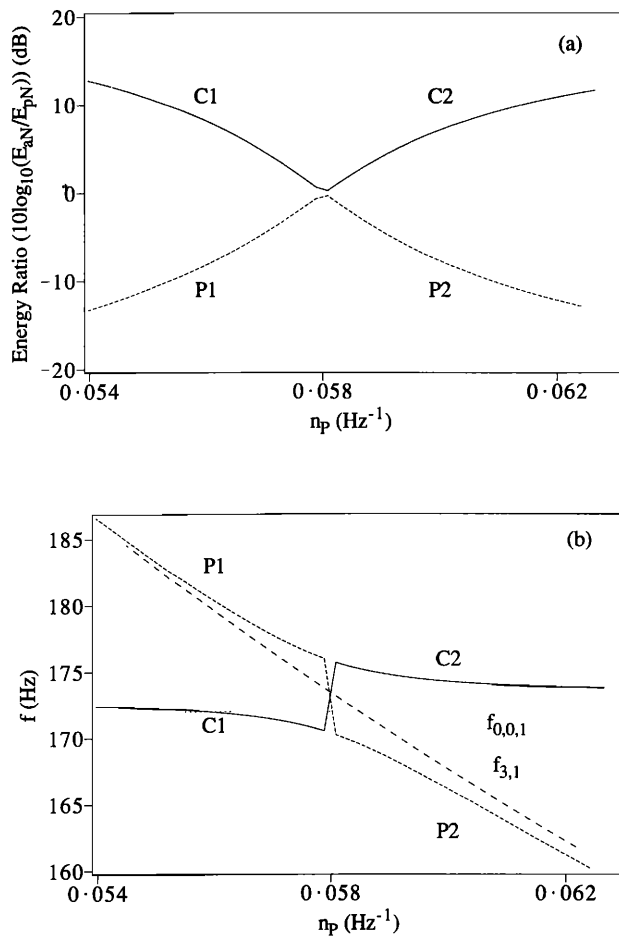 20
10
0
-10
-20
Energy Ratio (10log10(EaN/EpN)) (dB)
(a)
C1
C2
P1
P2
0·054
0·058
0·062
nP (Hz-1)
185
180
175
170
165
160
f (Hz)
(b)
P1
C2
C1
f0,0,1
f3,1
P2
0·054
0·058
0·062
nP (Hz-1)